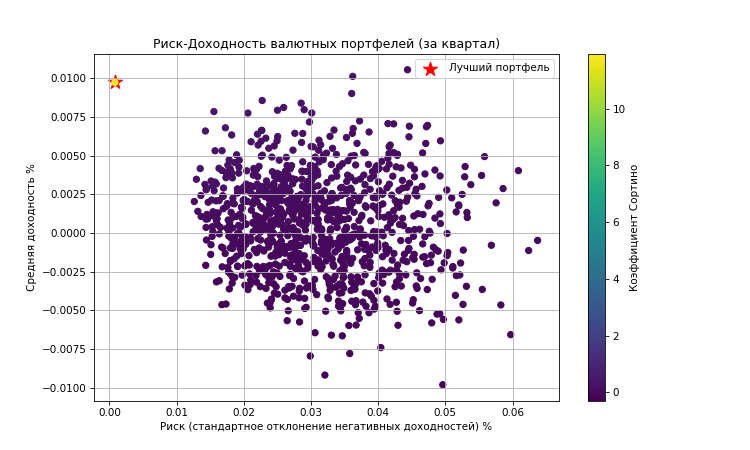 Риск-Доходность валютных портфелей (за квартал)
Лучший портфель
0.0100
0.0075
0.0050
0.0025
0.0000
−0.0025
−0.0050
−0.0075
−0.0100
Средняя доходность %
0.00 0.01 0.02 0.03 0.04 0.05 0.06
Риск (стандартное отклонение негативных доходностей) %
10
8
6
4
2
0
Коэффициент Сортино